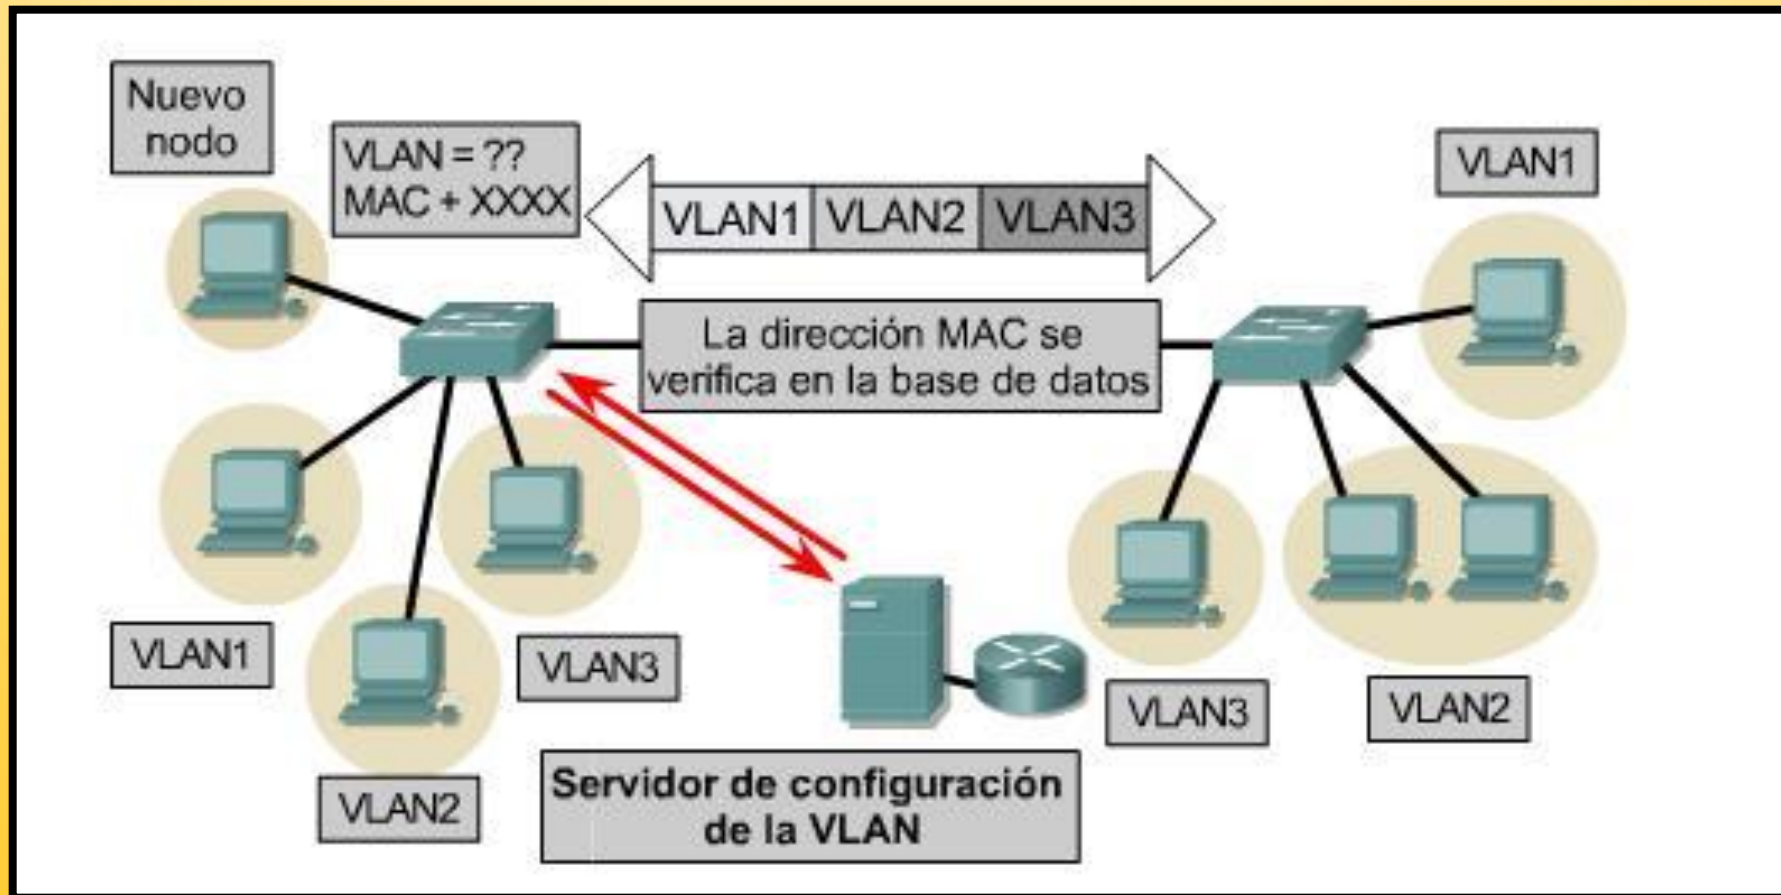 Nuevo
nodo
VLAN = ??
MAC + XXXX
VLAN1
VLAN2
VLAN3
VLAN1
La dirección MAC se
verifica en la base de datos
VLAN1
VLAN3
VLAN2
VLAN3
VLAN2
Servidor de configuración
de la VLAN